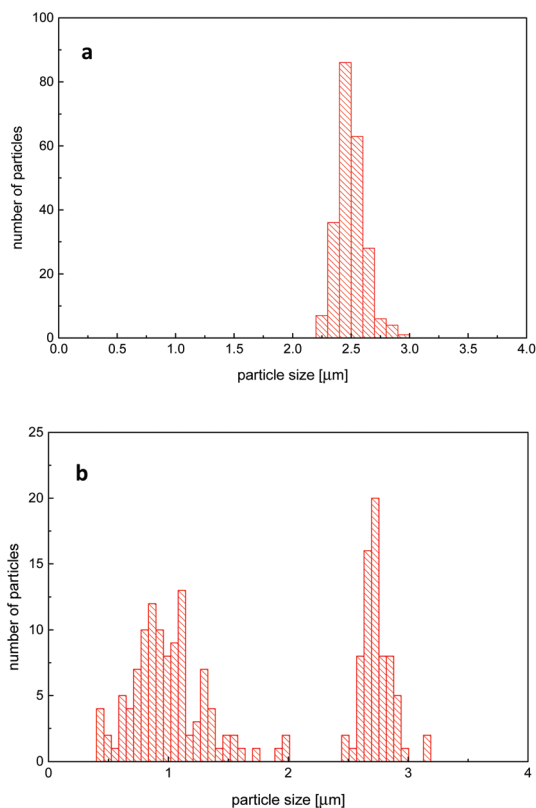 100
a
80
60
40
20
0
number of particles
0.0 0.5 1.0 1.5 2.0 2.5 3.0 3.5 4.0
particle size [μm]
25
b
20
15
10
5
0
number of particles
0 1 2 3 4
particle size [μm]